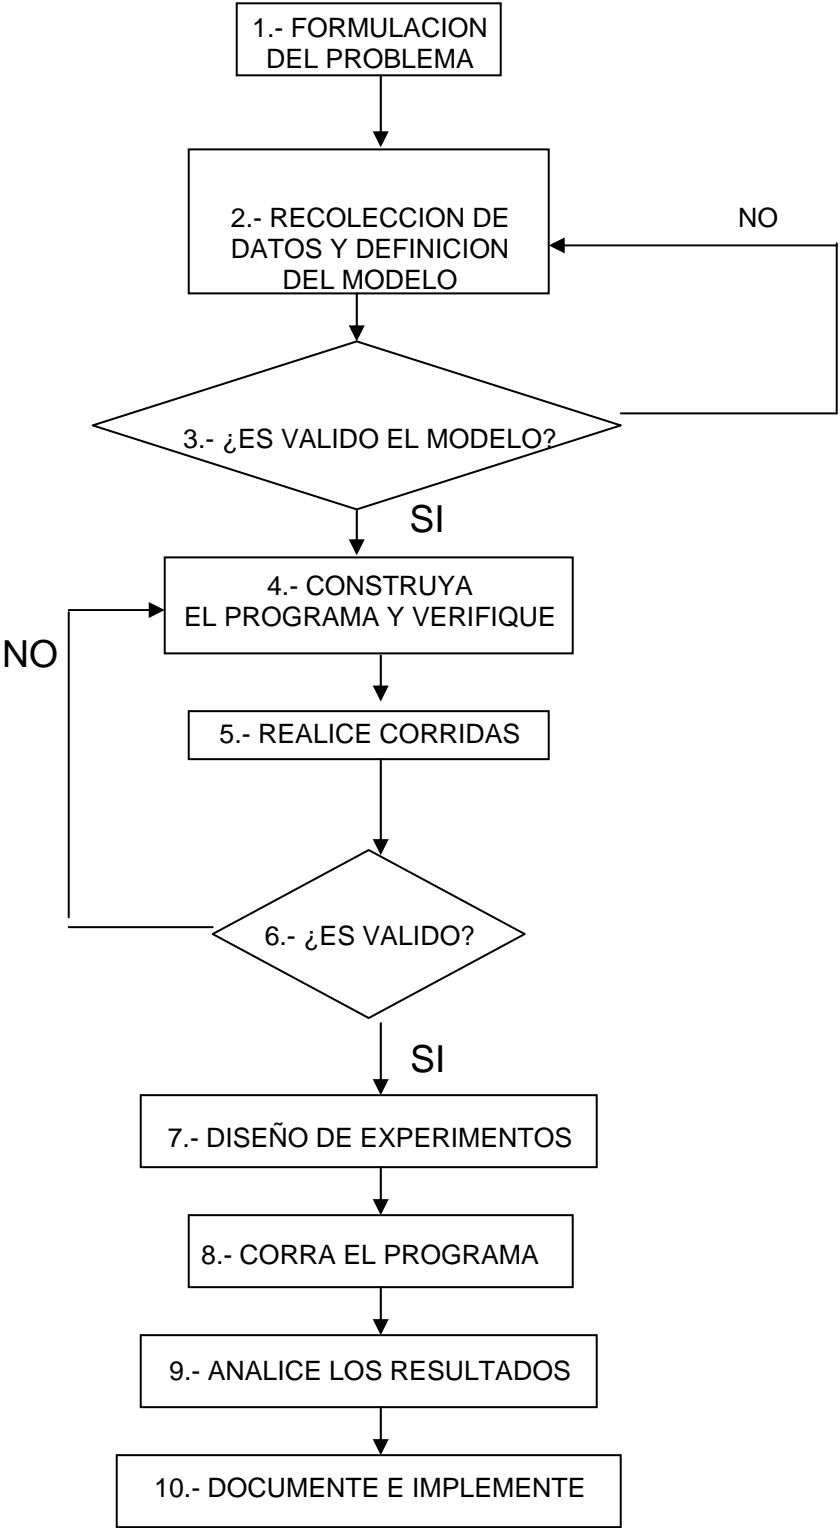 1.- FORMULACION
DEL PROBLEMA
2.- RECOLECCION DE
DATOS Y DEFINICION
DEL MODELO
NO
3.- ¿ES VALIDO EL MODELO?
SI
4.- CONSTRUYA
EL PROGRAMA Y VERIFIQUE
NO
5.- REALICE CORRIDAS
6.- ¿ES VALIDO?
SI
7.- DISEÑO DE EXPERIMENTOS
8.- CORRA EL PROGRAMA
9.- ANALICE LOS RESULTADOS
10.- DOCUMENTE E IMPLEMENTE